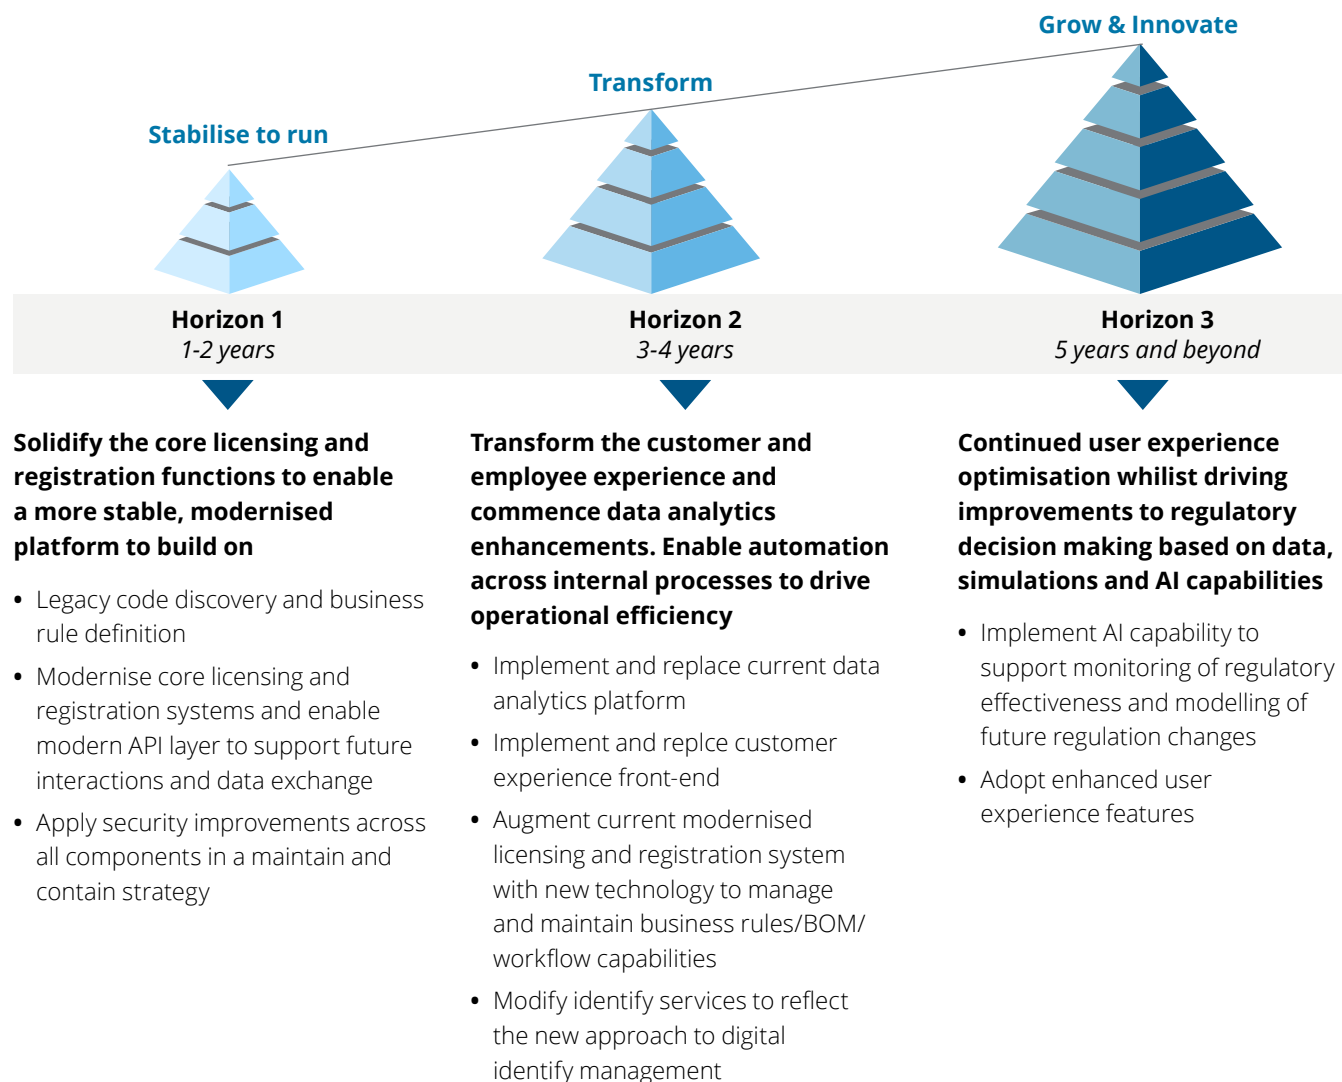 Grow & Innovate
Transform
Stabilise to run
Horizon 1
1-2 years
Horizon 2
3-4 years
Horizon 3
5 years and beyond
Solidify the core licensing and
registration functions to enable
a more stable, modernised
platform to build on
• Legacy code discovery and business
rule definition
• Modernise core licensing and
registration systems and enable
modern API layer to support future
interactions and data exchange
• Apply security improvements across
all components in a maintain and
contain strategy
Transform the customer and
employee experience and
commence data analytics
enhancements. Enable automation
across internal processes to drive
operational efficiency
• Implement and replace current data
analytics platform
• Implement and replce customer
experience front-end
• Augment current modernised
licensing and registration system
with new technology to manage
and maintain business rules/BOM/
workflow capabilities
• Modify identify services to reflect
the new approach to digital
identify management
Continued user experience
optimisation whilst driving
improvements to regulatory
decision making based on data,
simulations and AI capabilities
• Implement AI capability to
support monitoring of regulatory
effectiveness and modelling of
future regulation changes
• Adopt enhanced user
experience features